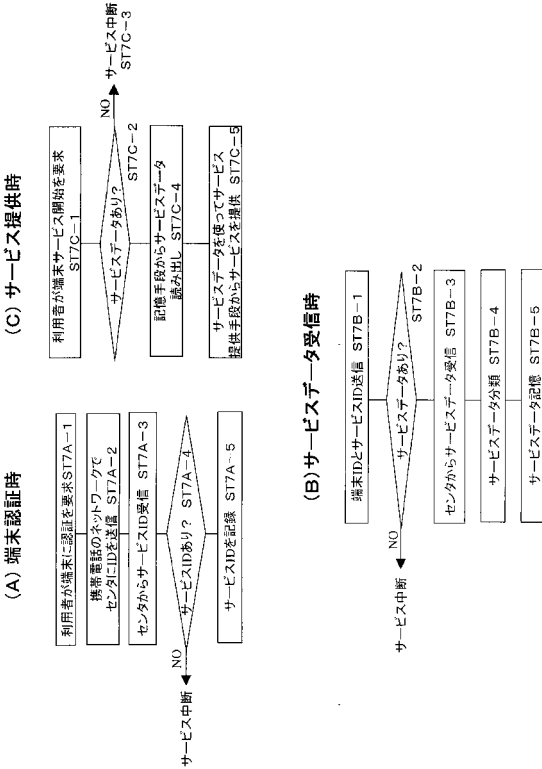 (A) 端末認証時
利用者が端末に認証を要求ST7A-1
携帯電話のネットワークで
センタにIDを送信 ST7A-2
センタからサービスID受信 ST7A-3
サービスIDあり? ST7A-4
NO
サービス中断
サービスIDを記録 ST7A-5
(B)サービスデータ受信時
端末IDとサービスID送信 ST7B-1
サービスデータあり?
ST7B-2
NO
サービス中断
センタからサービスデータ受信 ST7B-3
サービスデータ分類 ST7B-4
サービスデータ記憶 ST7B-5
(C) サービス提供時
利用者が端末サービス開始を要求
ST7C-1
サービスデータあり?
ST7C-2
NO
サービス中断
ST7C-3
記憶手段からサービスデータ
読み出し ST7C-4
サービスデータを使ってサービス
提供手段からサービスを提供 ST7C-5